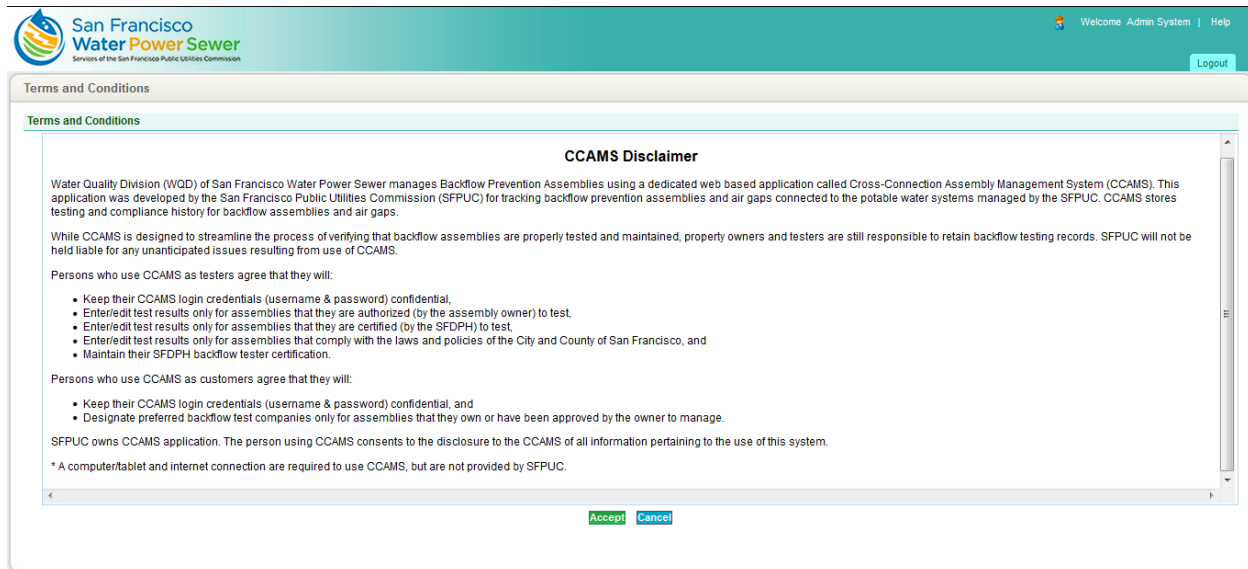 San Francisco
Water Power Sewer
Services of the San Francisco Public Utilities Commission
Welcome Admin System | Help
Logout
Terms and Conditions
Terms and Conditions
CCAMS Disclaimer
Water Quality Division (WQD) of San Francisco Water Power Sewer manages Backflow Prevention Assemblies using a dedicated web based application called Cross-Connection Assembly Management System (CCAMS). This
application was developed by the San Francisco Public Utilities Commission (SFPUC) for tracking backflow prevention assemblies and air gaps connected to the potable water systems managed by the SFPUC. CCAMS stores
testing and compliance history for backflow assemblies and air gaps.
While CCAMS is designed to streamline the process of verifying that backflow assemblies are properly tested and maintained, property owners and testers are still responsible to retain backflow testing records. SFPUC will not be
held liable for any unanticipated issues resulting from use of CCAMS.
Persons who use CCAMS as testers agree that they will:
• Keep their CCAMS login credentials (username & password) confidential,
• Enter/edit test results only for assemblies that they are authorized (by the assembly owner) to test,
• Enter/edit test results only for assemblies that they are certified (by the SFDPH) to test,
• Enter/edit test results only for assemblies that comply with the laws and policies of the City and County of San Francisco, and
• Maintain their SFDPH backflow tester certification.
Persons who use CCAMS as customers agree that they will:
• Keep their CCAMS login credentials (username & password) confidential, and
• Designate preferred backflow test companies only for assemblies that they own or have been approved by the owner to manage.
SFPUC owns CCAMS application. The person using CCAMS consents to the disclosure to the CCAMS of all information pertaining to the use of this system.
* A computer/tablet and internet connection are required to use CCAMS, but are not provided by SFPUC.
Accept Cancel